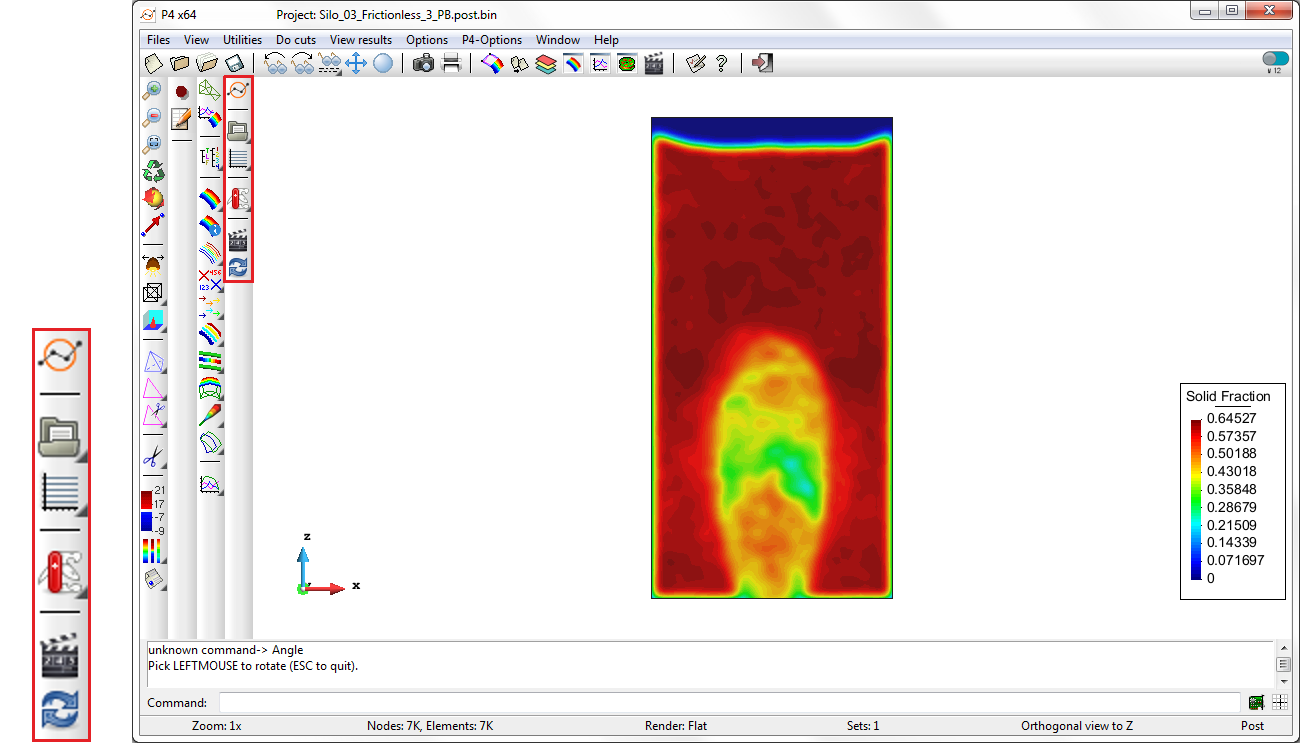 P4 x64 Project: Silo_03_Frictionless_3_PB.post.bin
Files View Utilities Do cuts View results Options P4-Options Window Help
v 12
456
123
21
17
-7
-9
Solid Fraction
0.64527
0.57357
0.50188
0.43018
0.35848
0.28679
0.21509
0.14339
0.071697
0
z
x
unknown command-> Angle
Pick LEFTMOUSE to rotate (ESC to quit).
Command:
Zoom: 1x Nodes: 7K, Elements: 7K Render: Flat Sets: 1 Orthogonal view to Z Post